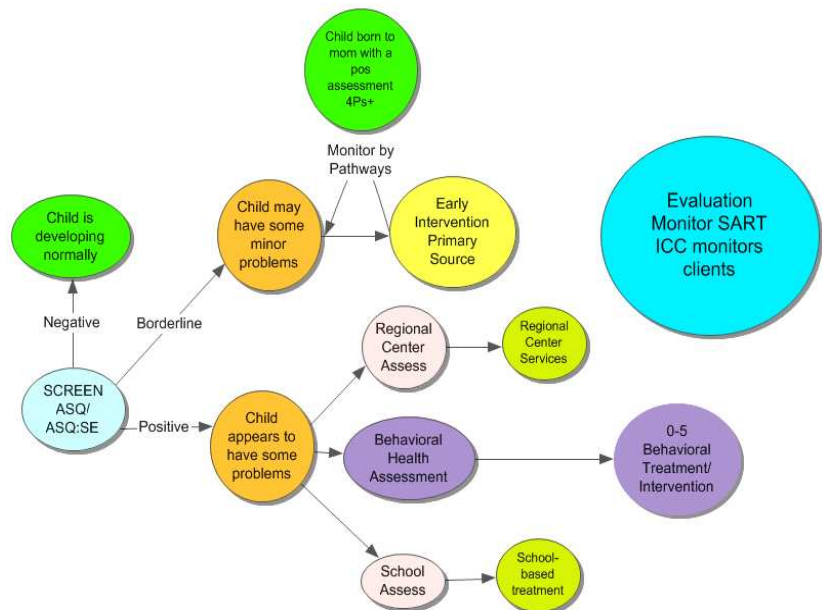 Child born to
mom with a
pos
assessment
4Ps+
Monitor by
Pathways
Child is
developing
normally
Child may
have some
minor
problems
Early
Intervention
Primary
Source
Evaluation
Monitor SART
ICC monitors
clients
Negative
Borderline
Regional
Center
Assess
Regional
Center
Services
SCREEN
ASQ/
ASQ:SE
Positive
Child
appears to
have some
problems
Behavioral
Health
Assessment
0-5
Behavioral
Treatment/
Intervention
School
Assess
School-
based
treatment